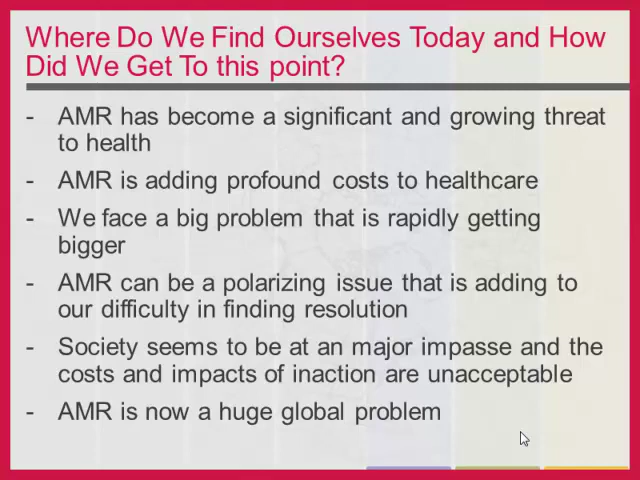 Where Do We Find Ourselves Today and How
Did We Get To this point?
- AMR has become a significant and growing threat
to health
- AMR is adding profound costs to healthcare
- We face a big problem that is rapidly getting
bigger
- AMR can be a polarizing issue that is adding to
our difficulty in finding resolution
- Society seems to be at an major impasse and the
costs and impacts of inaction are unacceptable
- AMR is now a huge global problem